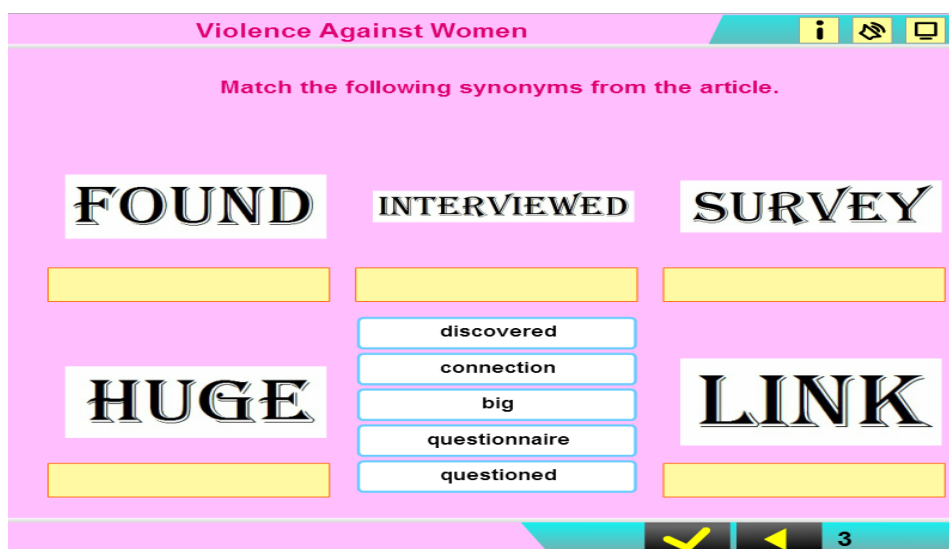 Violence Against Women
i
Match the following synonyms from the article.
FOUND
INTERVIEWED
SURVEY
discovered
connection
big
questionnaire
questioned
HUGE
LINK
3